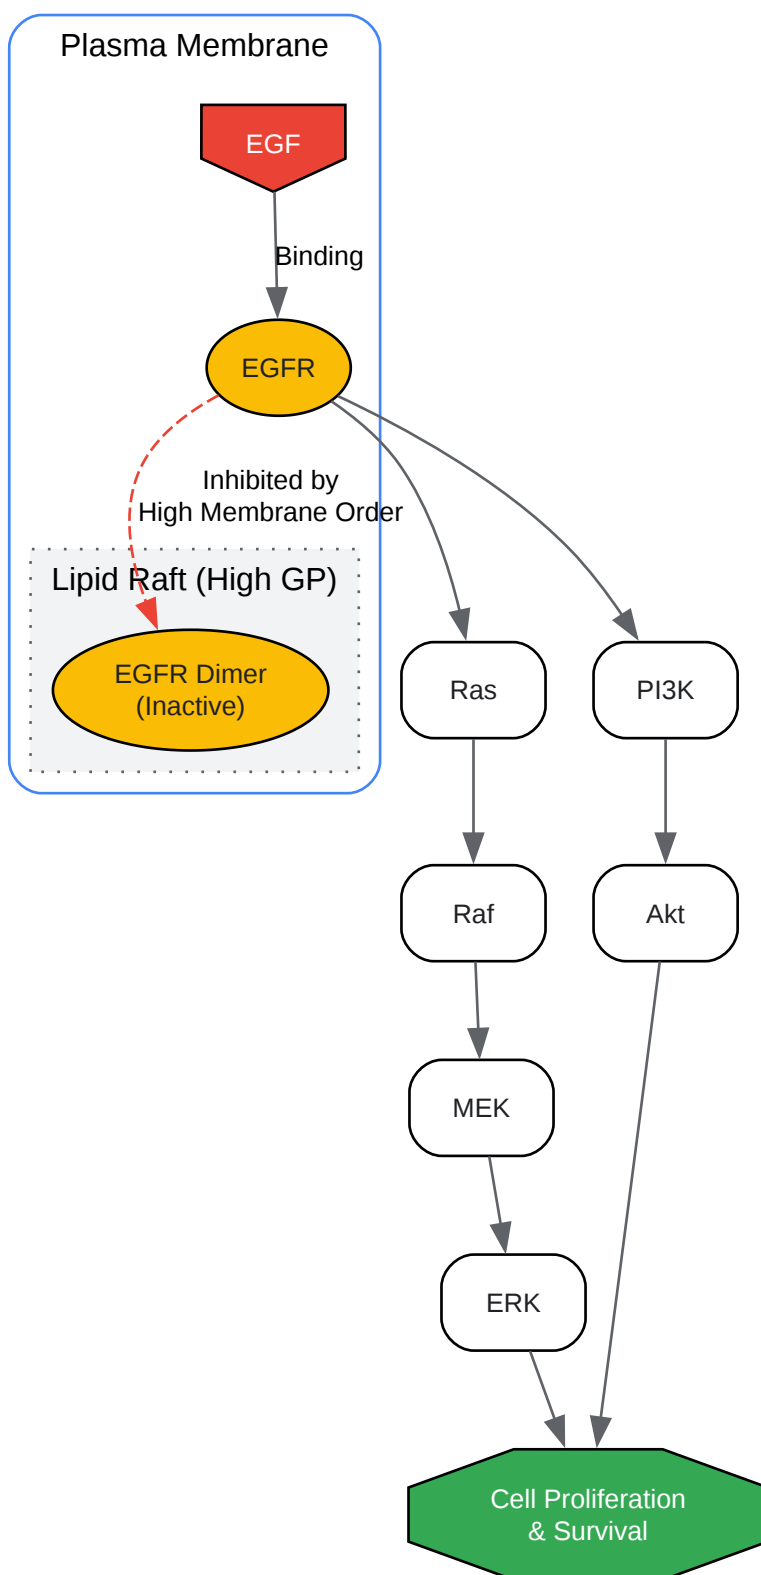 Plasma Membrane
EGF
Binding
EGFR
Inhibited by
High Membrane Order
Lipid Raft (High GP)
EGFR Dimer
(Inactive)
Ras
PI3K
Raf
Akt
MEK
ERK
Cell Proliferation
& Survival